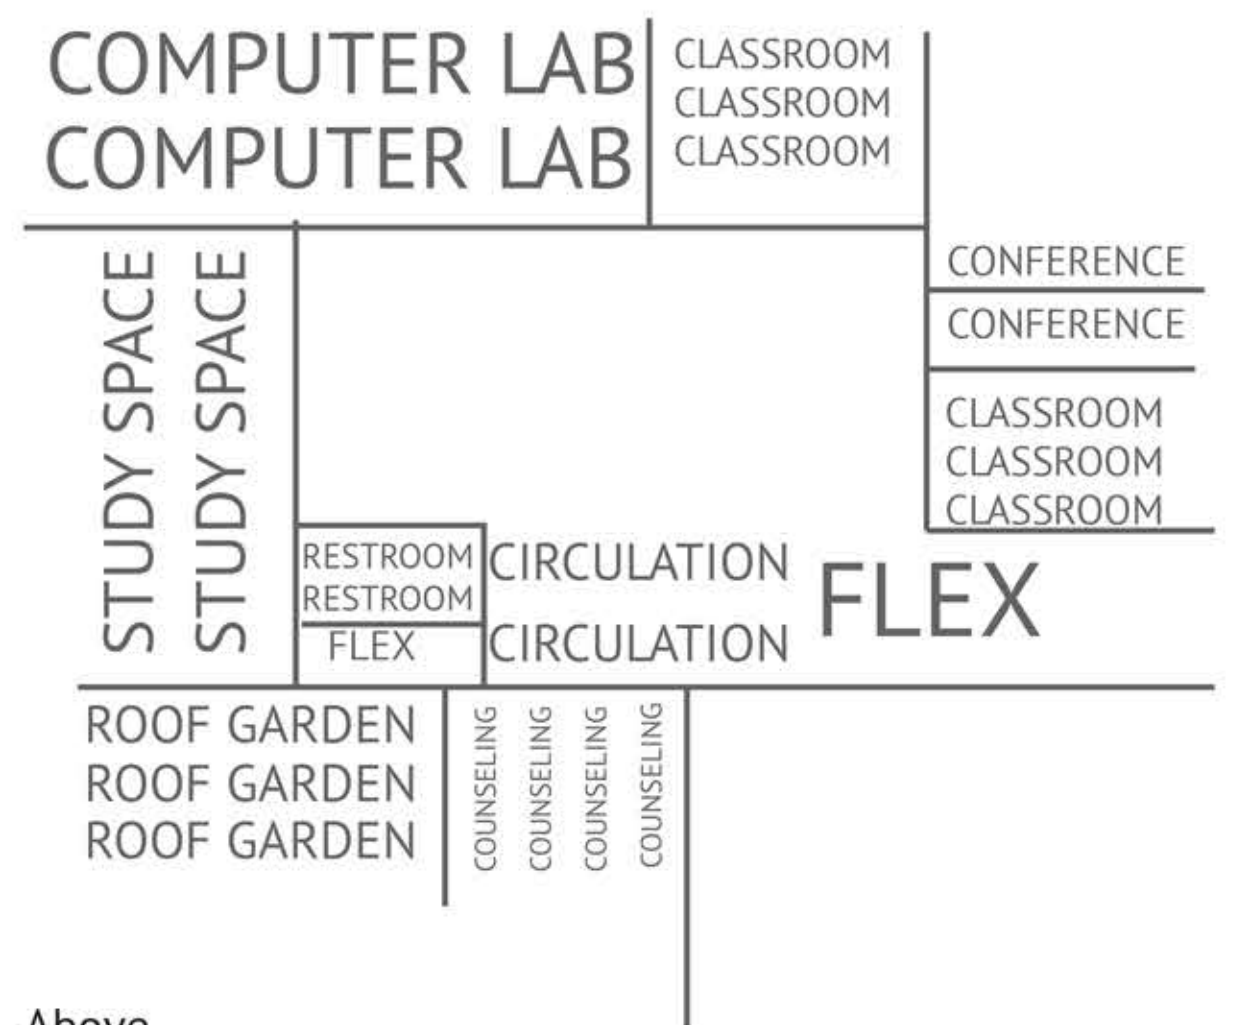 COMPUTER LAB
COMPUTER LAB
CLASSROOM
CLASSROOM
CLASSROOM
STUDY SPACE
STUDY SPACE
CONFERENCE
CONFERENCE
CLASSROOM
CLASSROOM
CLASSROOM
RESTROOM
RESTROOM
FLEX
CIRCULATION
CIRCULATION
FLEX
ROOF GARDEN
ROOF GARDEN
ROOF GARDEN
COUNSELING
COUNSELING
COUNSELING
COUNSELING
Above